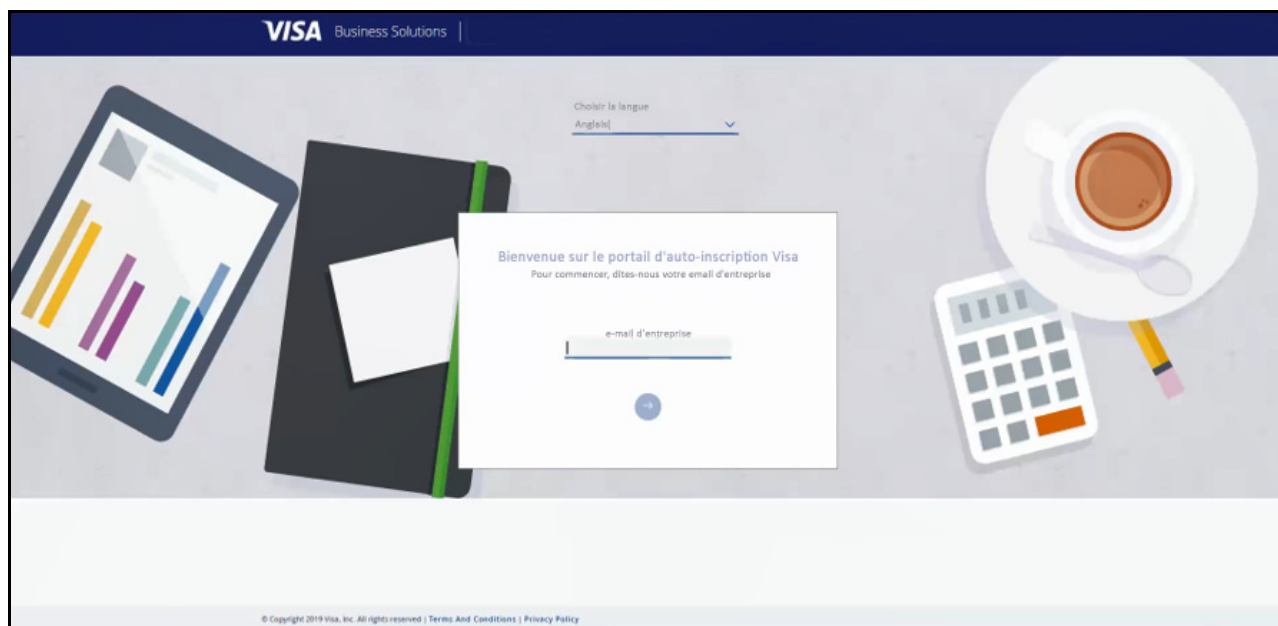 VISA Business Solutions |
Choisir la langue
Anglais
Bienvenue sur le portail d'auto-inscription Visa
Pour commencer, dites-nous votre email d'entreprise
e-mail d'entreprise
© Copyright 2019 Visa, Inc. All rights reserved | Terms And Conditions | Privacy Policy